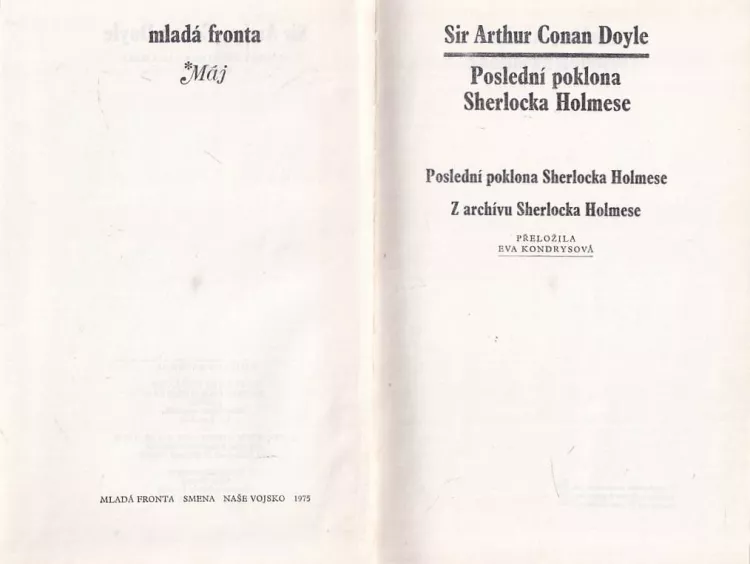 mladá fronta
*Máj
MLADÁ FRONTA SMENA NAŠE VOJSKO 1975
Sir Arthur Conan Doyle
Poslední poklona
Sherlocka Holmese
Poslední poklona Sherlocka Holmese
Z archívu Sherlocka Holmese
PŘELOŽILA
EVA KONDRYSOVÁ